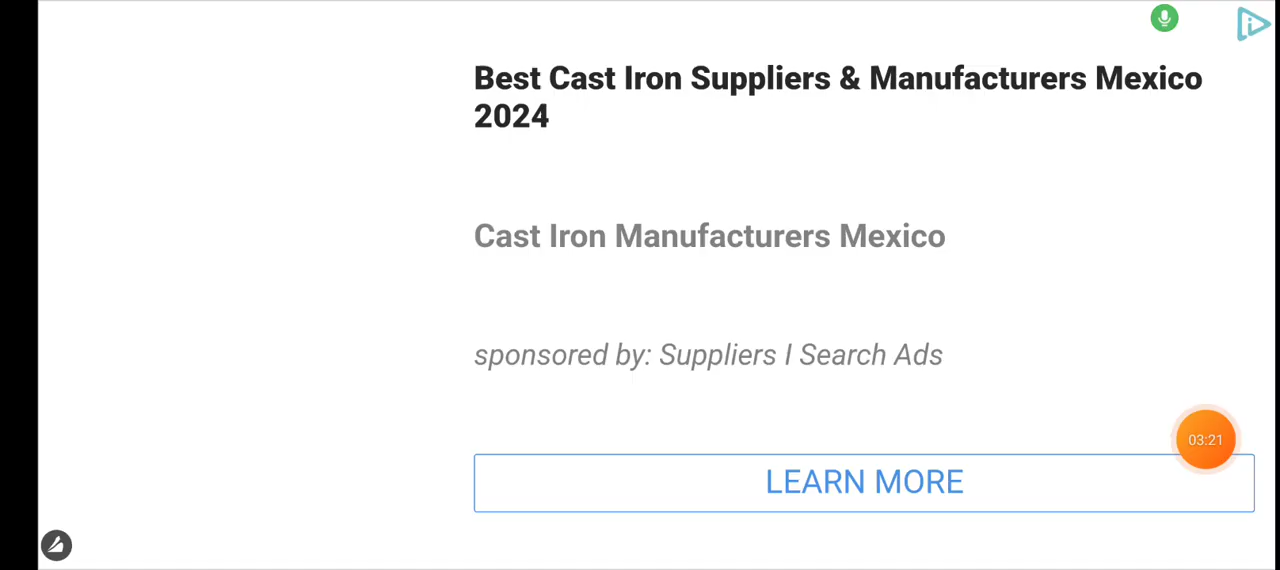 Best Cast Iron Suppliers & Manufacturers Mexico
2024
Cast Iron Manufacturers Mexico
sponsored by: Suppliers I Search Ads
03:21
LEARN MORE